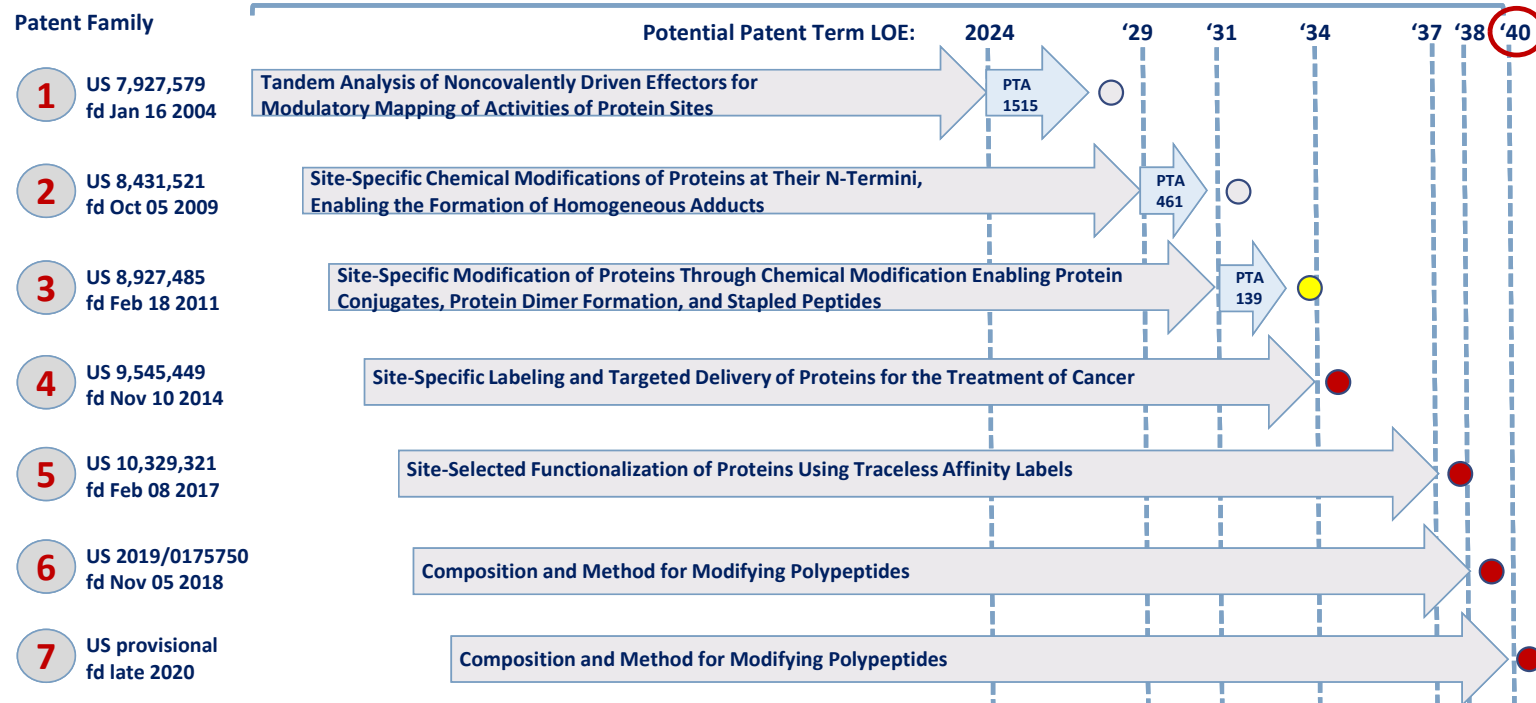 Patent Family
Potential Patent Term LOE: 2024 ‘29 ‘31 ‘34 ‘37 ‘38 ‘40
1
US 7,927,579
fd Jan 16 2004
Tandem Analysis of Noncovalently Driven Effectors for
Modulatory Mapping of Activities of Protein Sites
PTA
1515
2
US 8,431,521
fd Oct 05 2009
Site-Specific Chemical Modifications of Proteins at Their N-Termini,
Enabling the Formation of Homogeneous Adducts
PTA
461
3
US 8,927,485
fd Feb 18 2011
Site-Specific Modification of Proteins Through Chemical Modification Enabling Protein
Conjugates, Protein Dimer Formation, and Stapled Peptides
PTA
139
4
US 9,545,449
fd Nov 10 2014
Site-Specific Labeling and Targeted Delivery of Proteins for the Treatment of Cancer
5
US 10,329,321
fd Feb 08 2017
Site-Selected Functionalization of Proteins Using Traceless Affinity Labels
6
US 2019/0175750
fd Nov 05 2018
Composition and Method for Modifying Polypeptides
7
US provisional
fd late 2020
Composition and Method for Modifying Polypeptides